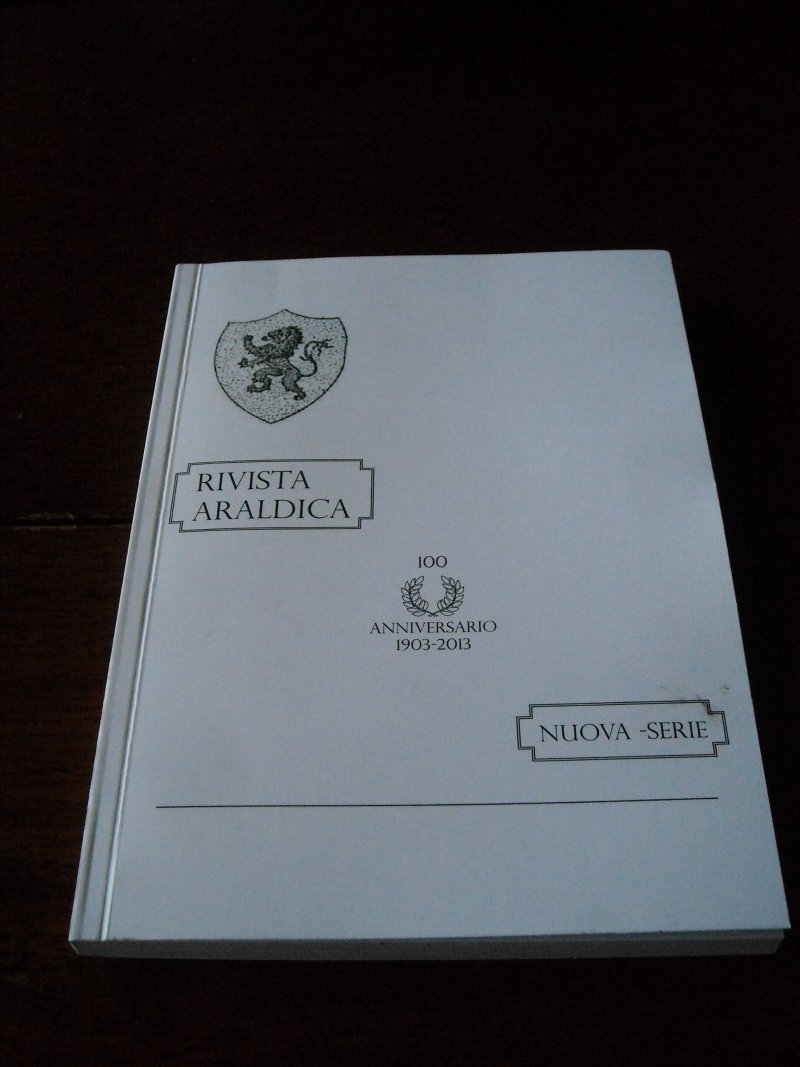 RIVISTA
ARALDICA
100
ANNIVERSARIO
1903-2013
NUOVA -SERIE